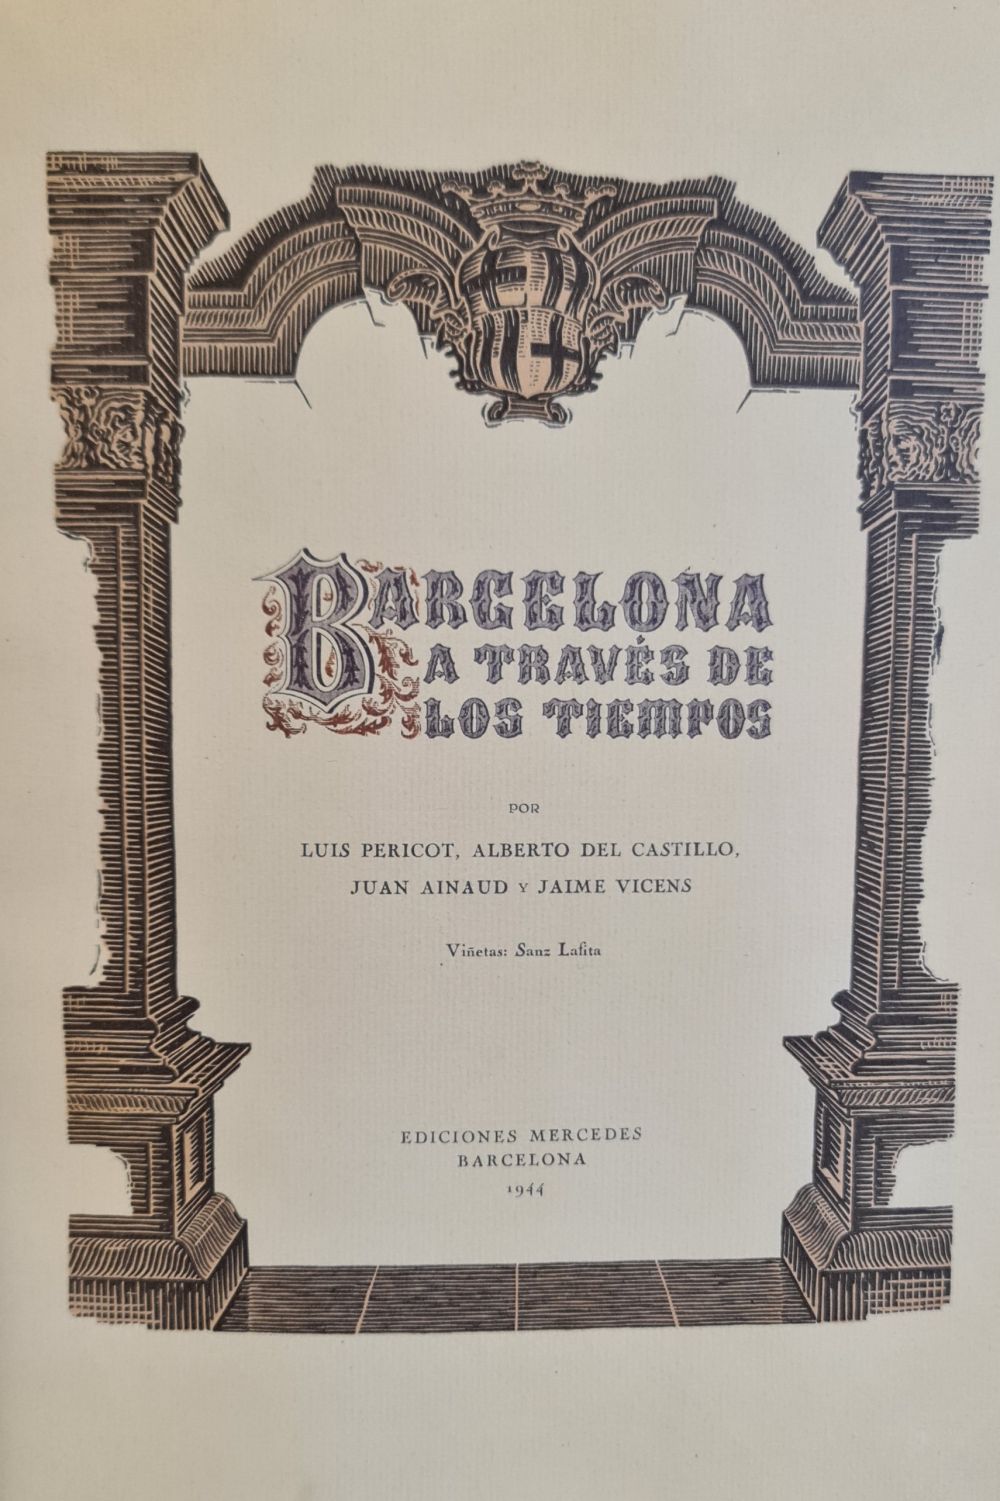 BARCELONA
A TRAVÉS DE
LOS TIEMPOS
POR
LUIS PERICOT, ALBERTO DEL CASTILLO,
JUAN AINAUD Y JAIME VICENS
Viñetas: Sanz Lafita
EDICIONES MERCEDES
BARCELONA
1944